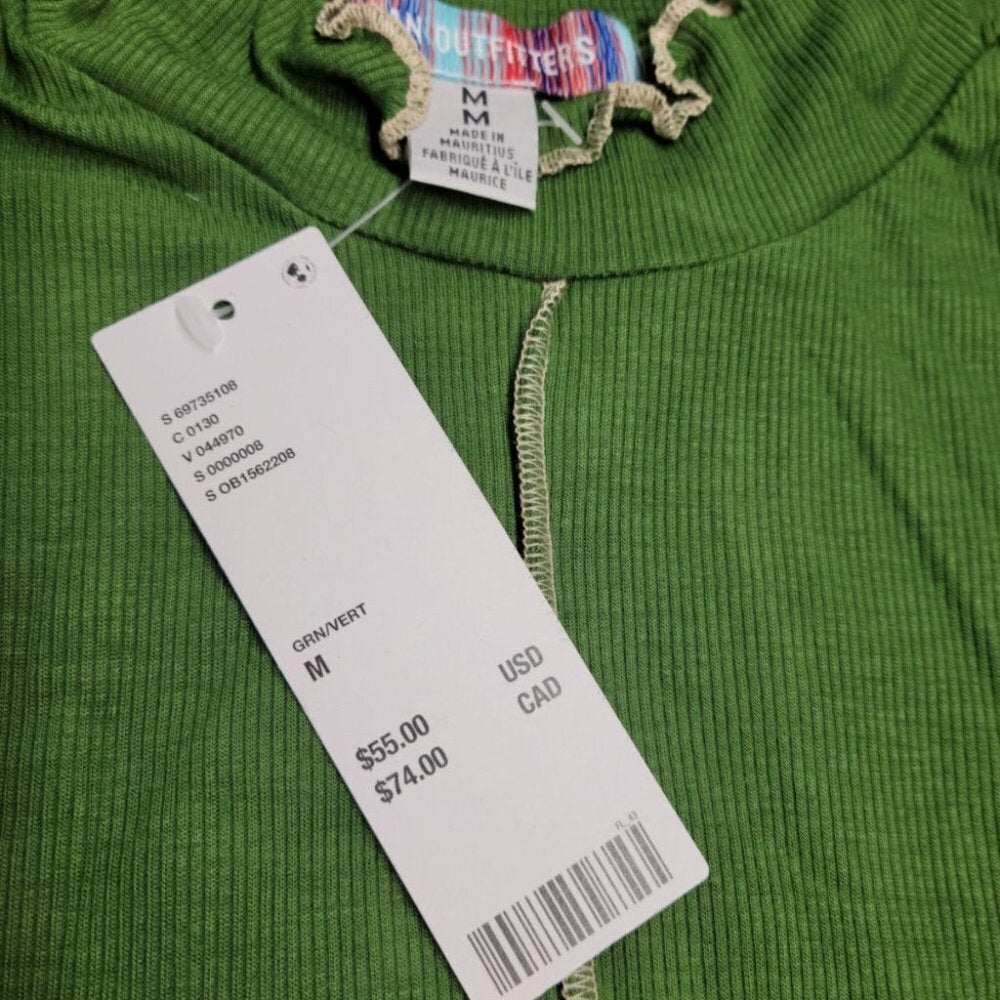 N OUTFITTERS
M
M
MADE IN
MAURITIUS
FABRIQUÉ À L'ÎLE
MAURICE
S 69735108
C 0130
V 044970
S 0000008
S OB1562208
GRN/VERT
M
$55.00 USD
$74.00 CAD
FL_43